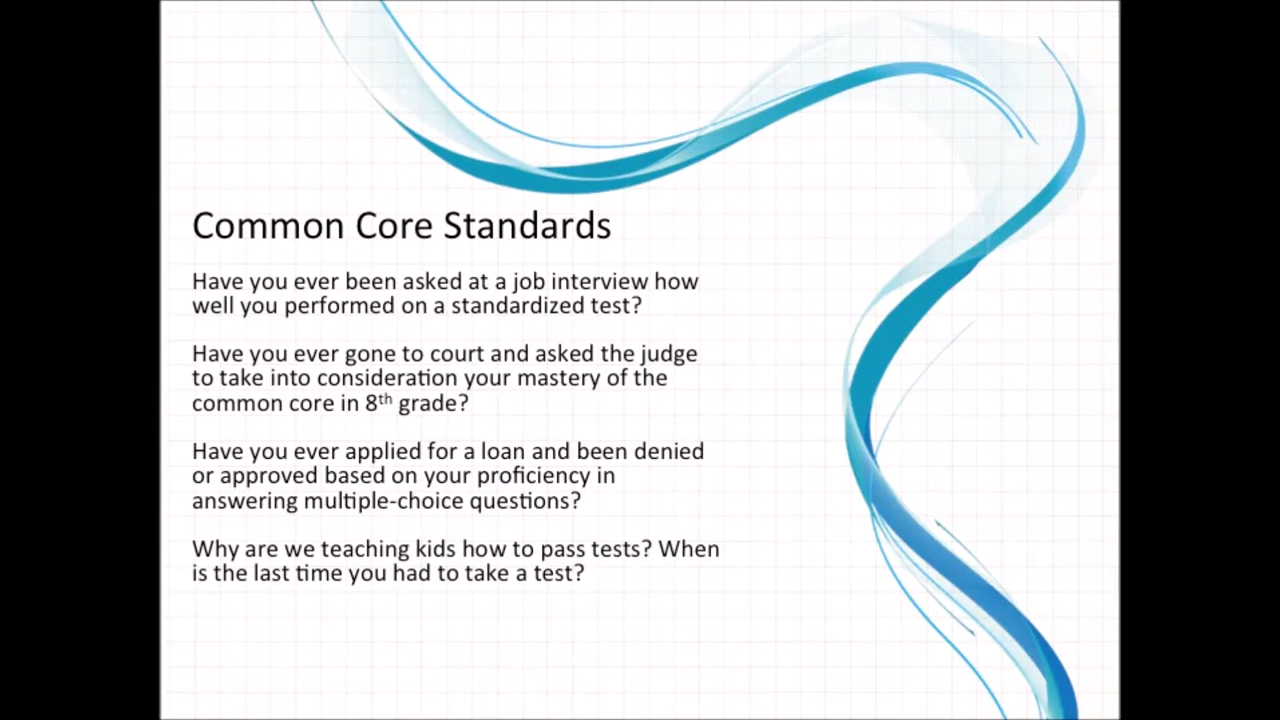 Common Core Standards
Have you ever been asked at a job interview how
well you performed on a standardized test?
Have you ever gone to court and asked the judge
to take into consideration your mastery of the
common core in 8th grade?
Have you ever applied for a loan and been denied
or approved based on your proficiency in
answering multiple-choice questions?
Why are we teaching kids how to pass tests? When
is the last time you had to take a test?